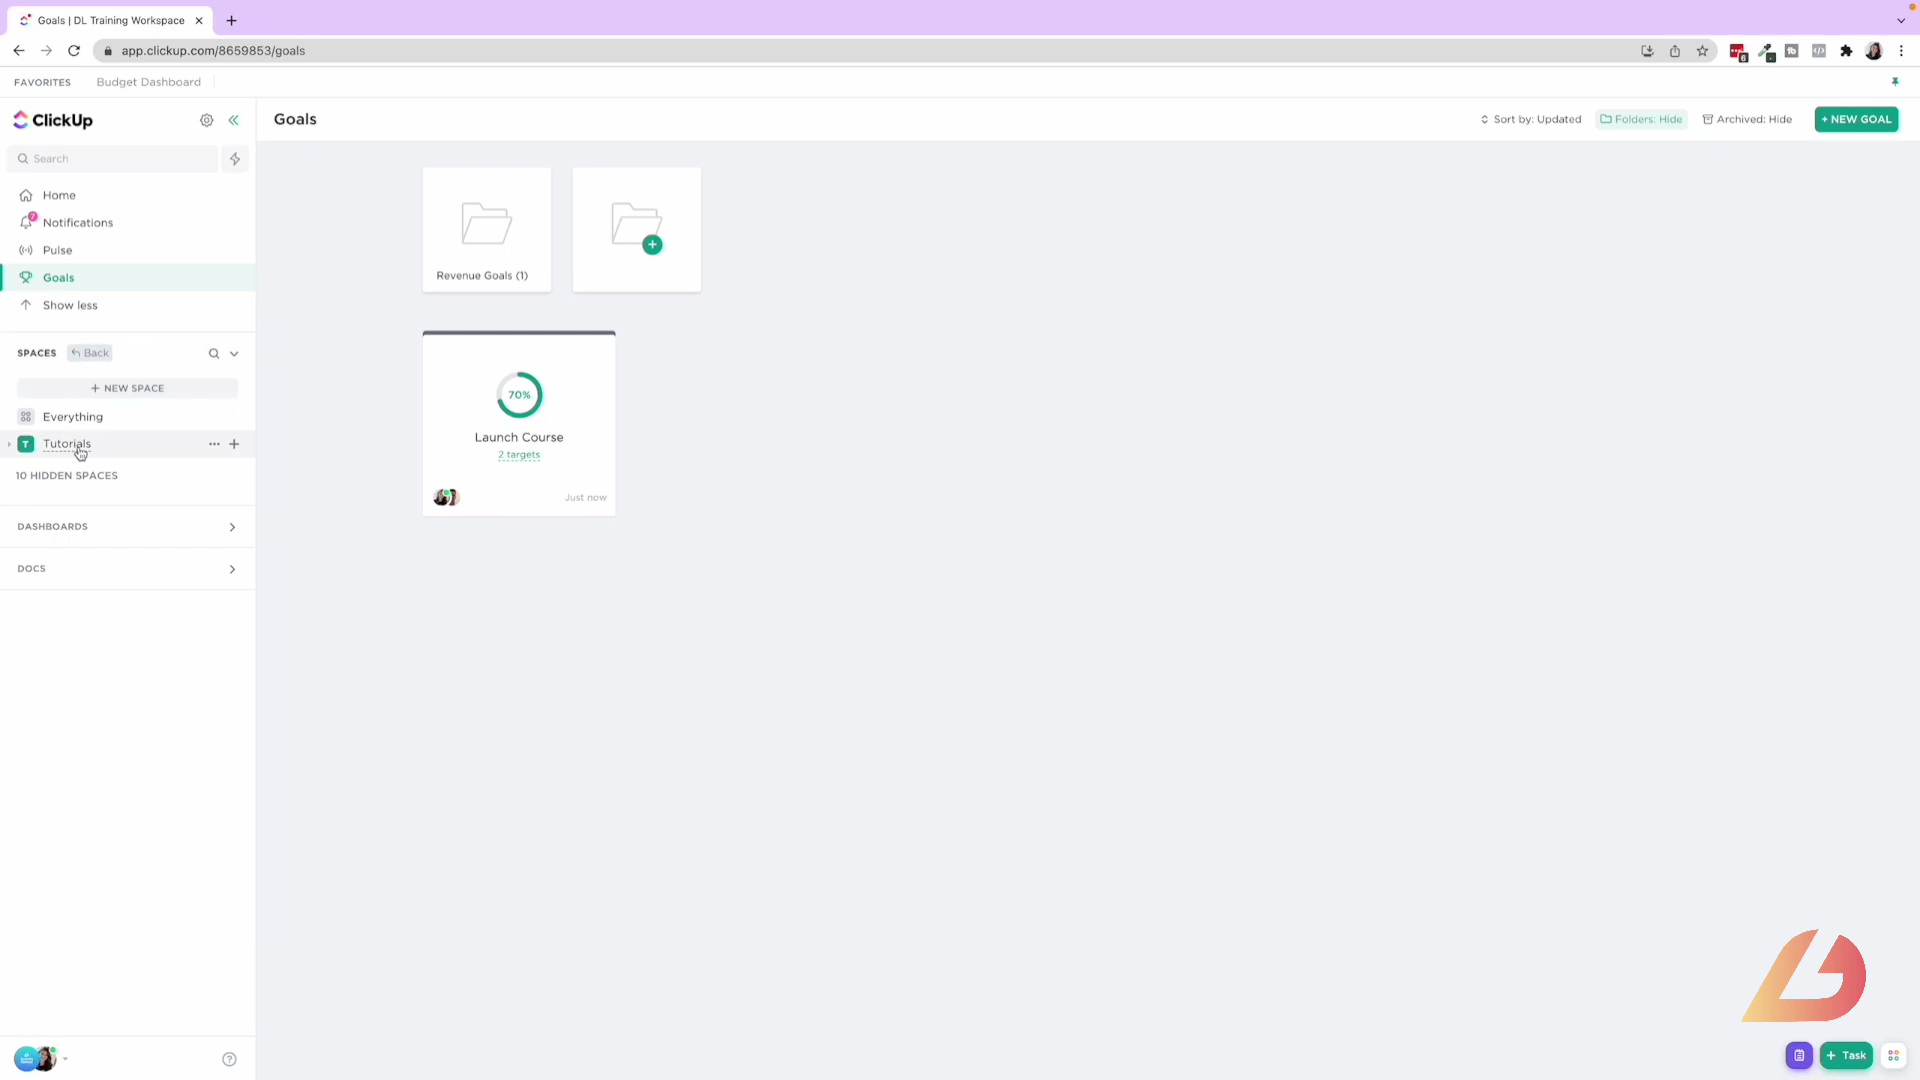 Goals | DL Training Workspace
app.clickup.com/8659853/goals
6
FAVORITES Budget Dashboard
ClickUp
Goals
Sort by: Updated
Folders: Hide
Archived: Hide
+ NEW GOAL
Search
Home
7
Notifications
Pulse
Goals
Show less
Revenue Goals (1)
SPACES
Back
+ NEW SPACE
Everything
T Tutorials
10 HIDDEN SPACES
DASHBOARDS
DOCS
70%
Launch Course
2 targets
Just now
+ Task